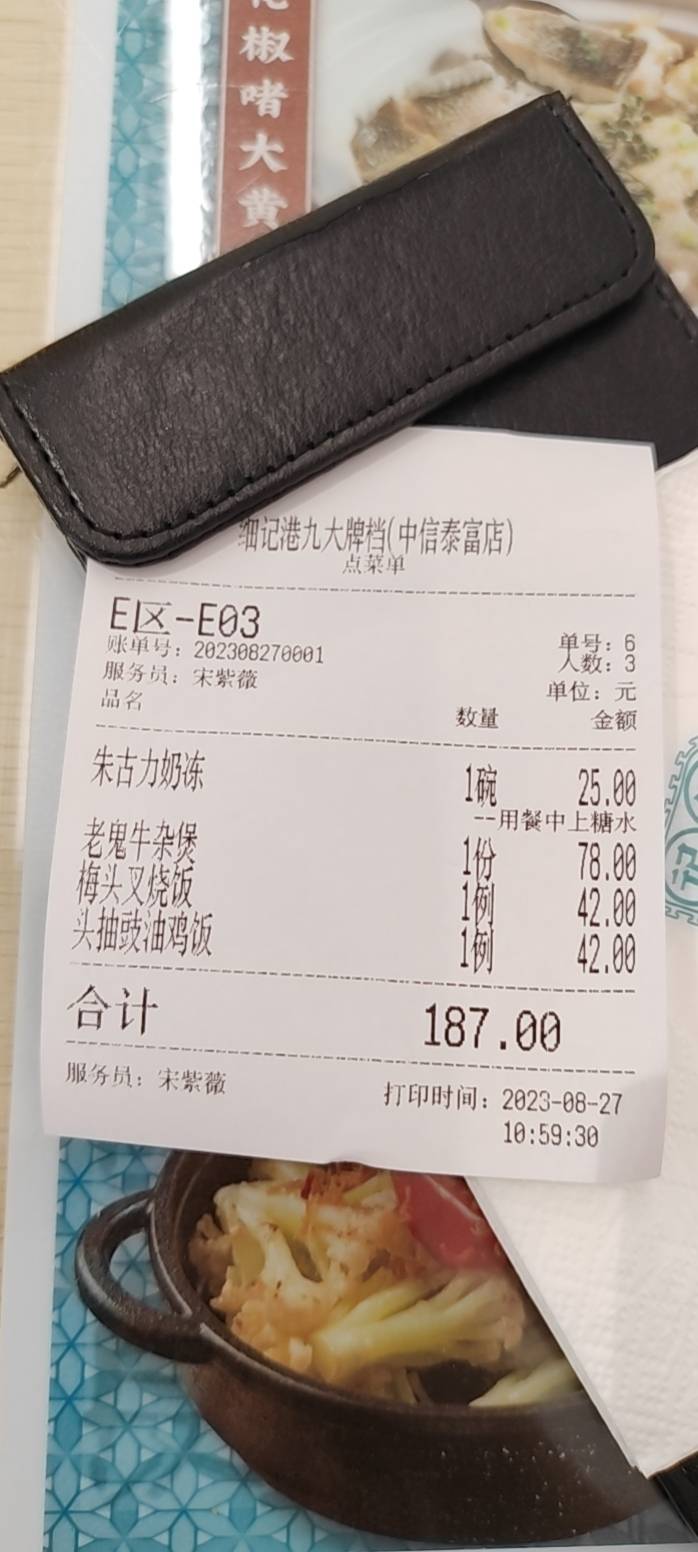 花椒啫大黄
细记港九大牌档(中信泰富店)
点菜单
E区-E03
账单号: 202308270001 单号: 6
服务员: 宋紫薇 人数: 3
单位: 元
品名 数量 金额
朱古力奶冻 1碗 25.00
--用餐中上糖水
老鬼牛杂煲 1份 78.00
梅头叉烧饭 1例 42.00
头抽豉油鸡饭 1例 42.00
合计 187.00
服务员: 宋紫薇 打印时间: 2023-08-27
10:59:30
记